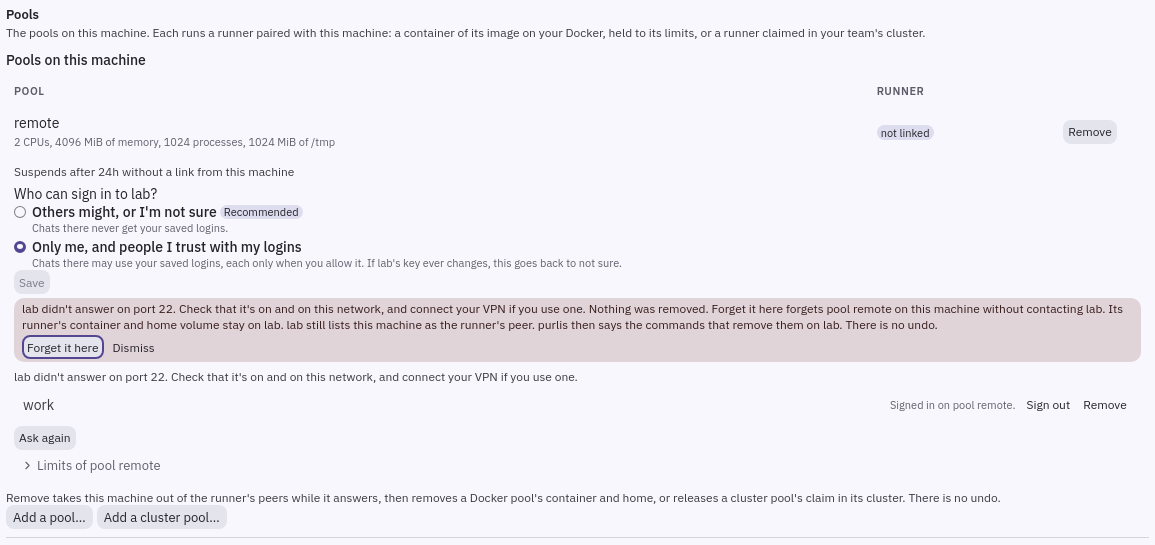 Pools
The pools on this machine. Each runs a runner paired with this machine: a container of its image on your Docker, held to its limits, or a runner claimed in your team's cluster.
Pools on this machine
POOL RUNNER
remote
2 CPUs, 4096 MiB of memory, 1024 processes, 1024 MiB of /tmp
not linked
Remove
Suspends after 24h without a link from this machine
Who can sign in to lab?
Others might, or I'm not sure Recommended
Chats there never get your saved logins.
Only me, and people I trust with my logins
Chats there may use your saved logins, each only when you allow it. If lab's key ever changes, this goes back to not sure.
Save
lab didn't answer on port 22. Check that it's on and on this network, and connect your VPN if you use one. Nothing was removed. Forget it here forgets pool remote on this machine without contacting lab. Its
runner's container and home volume stay on lab. lab still lists this machine as the runner's peer. purlis then says the commands that remove them on lab. There is no undo.
Forget it here Dismiss
lab didn't answer on port 22. Check that it's on and on this network, and connect your VPN if you use one.
work Signed in on pool remote. Sign out Remove
Ask again
Limits of pool remote
Remove takes this machine out of the runner's peers while it answers, then removes a Docker pool's container and home, or releases a cluster pool's claim in its cluster. There is no undo.
Add a pool... Add a cluster pool...